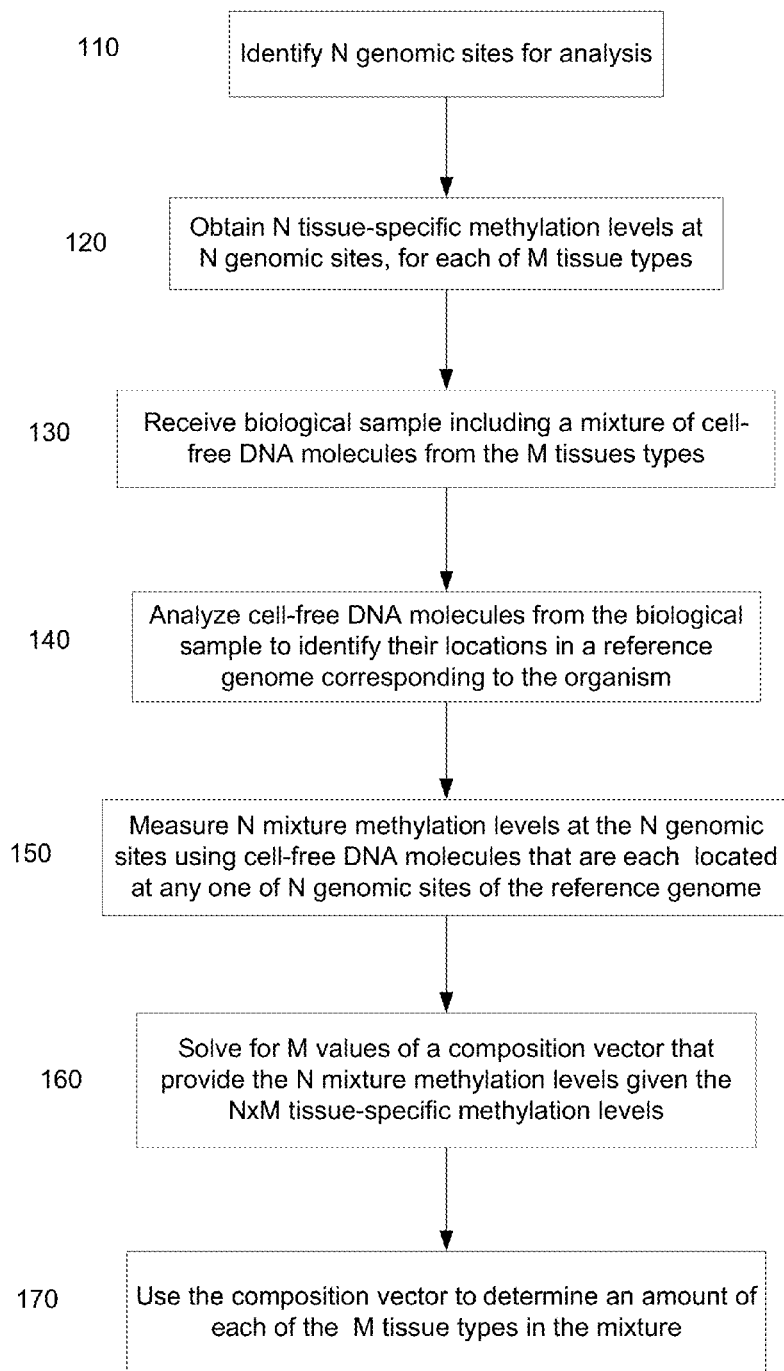 110
Identify N genomic sites for analysis
120
Obtain N tissue-specific methylation levels at
N genomic sites, for each of M tissue types
130
Receive biological sample including a mixture of cell-
free DNA molecules from the M tissues types
140
Analyze cell-free DNA molecules from the biological
sample to identify their locations in a reference
genome corresponding to the organism
150
Measure N mixture methylation levels at the N genomic
sites using cell-free DNA molecules that are each located
at any one of N genomic sites of the reference genome
160
Solve for M values of a composition vector that
provide the N mixture methylation levels given the
NxM tissue-specific methylation levels
170
Use the composition vector to determine an amount of
each of the M tissue types in the mixture